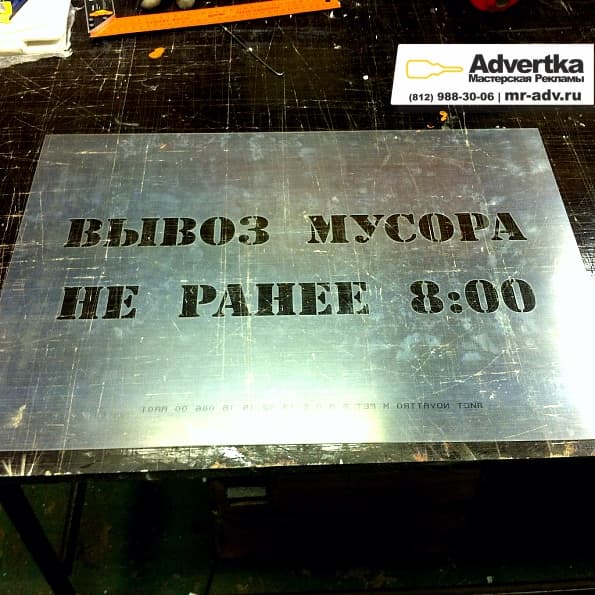 Advertka
Мастерская Рекламы
(812) 988-30-06 | mr-adv.ru
ВЫВОЗ МУСОРА
НЕ РАНЕЕ 8:00